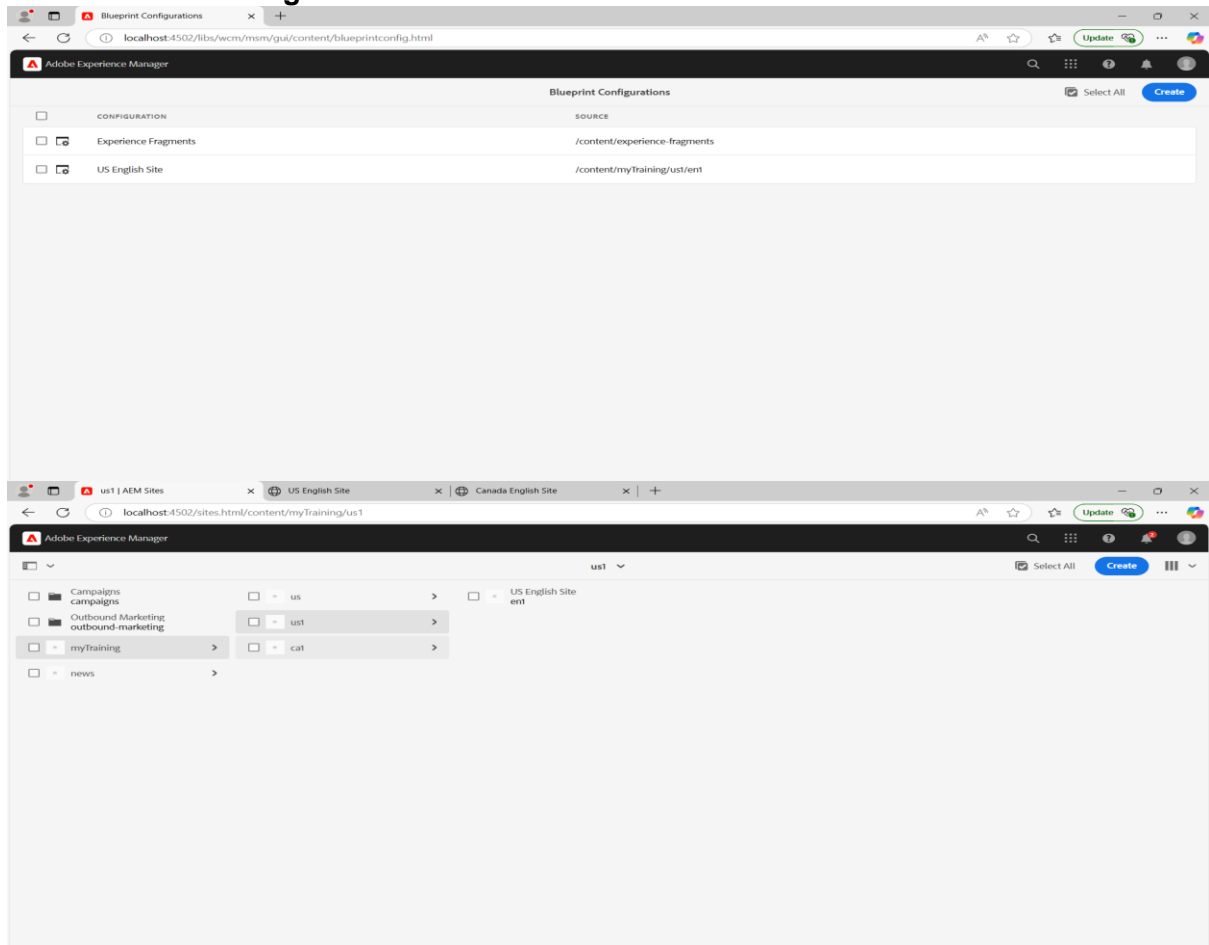 Blueprint Configurations
localhost:4502/libs/wcm/msm/gui/content/blueprintconfig.html
Update
Adobe Experience Manager
Blueprint Configurations
Select All
Create
CONFIGURATION SOURCE
Experience Fragments /content/experience-fragments
US English Site /content/myTraining/us1/en1
us1 | AEM Sites US English Site Canada English Site
localhost:4502/sites.html/content/myTraining/us1
Update
Adobe Experience Manager
2
us1
Select All
Create
Campaigns
campaigns
Outbound Marketing
outbound-marketing
myTraining
news
us
us1
ca1
US English Site
en1